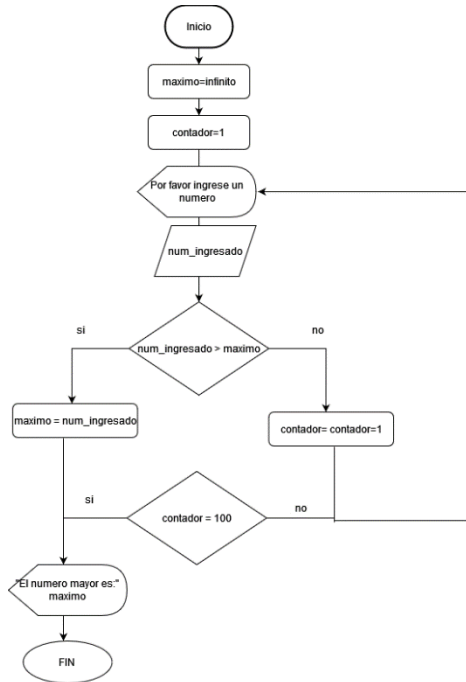 Inicio
maximo=infinito
contador=1
Por favor ingrese un
numero
num_ingresado
si
no
num_ingresado > maximo
maximo = num_ingresado
contador= contador=1
si
no
contador = 100
"El numero mayor es:"
maximo
FIN